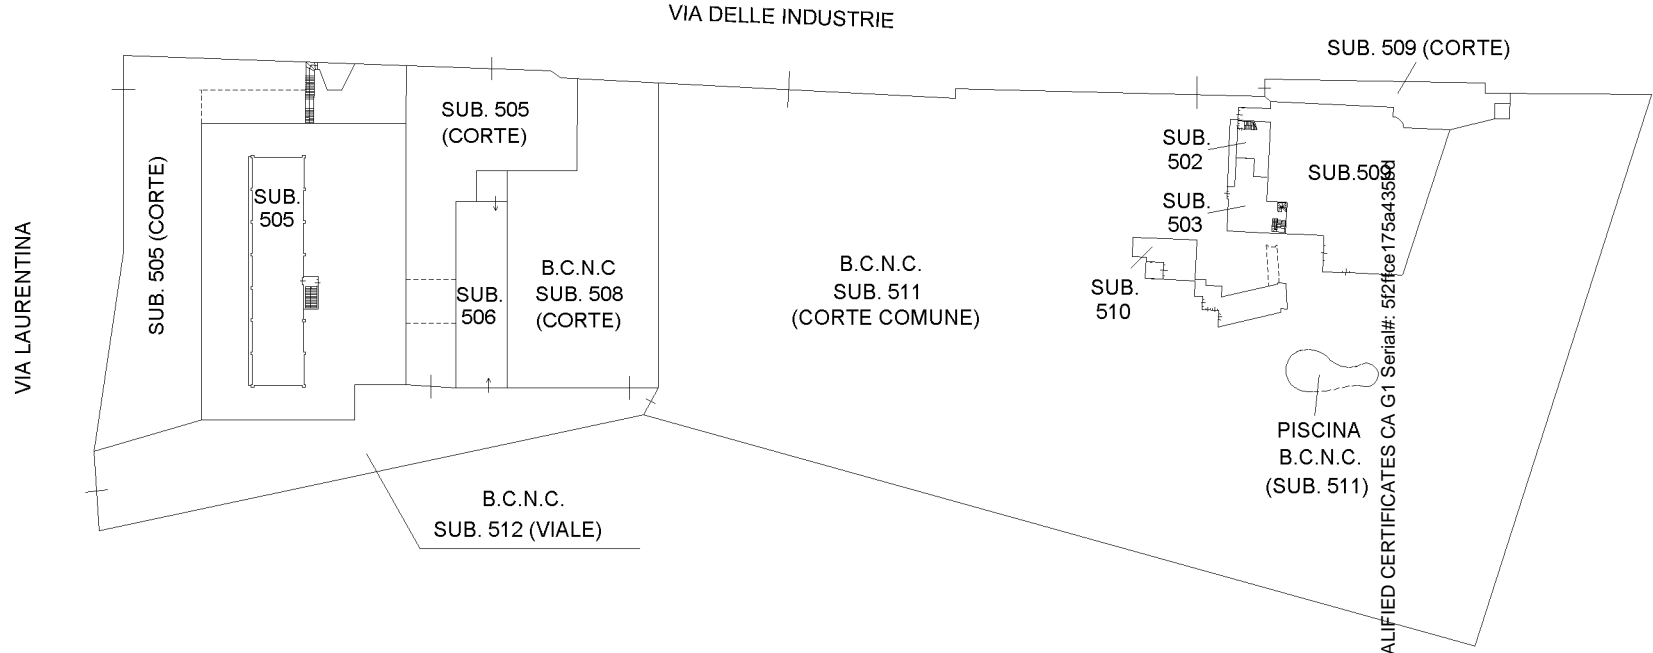 VIA DELLE INDUSTRIE
SUB. 509 (CORTE)
SUB. 505
(CORTE)
SUB.
502
SUB.509
SUB. 505 (CORTE)
SUB.
505
SUB.
503
VIA LAURENTINA
B.C.N.C
SUB. 508
(CORTE)
SUB.
506
B.C.N.C.
SUB. 511
(CORTE COMUNE)
SUB.
510
PISCINA
B.C.N.C.
(SUB. 511)
B.C.N.C.
SUB. 512 (VIALE)
ALIFIED CERTIFICATES CA G1 Serial#: 5f2ffce175a435bd